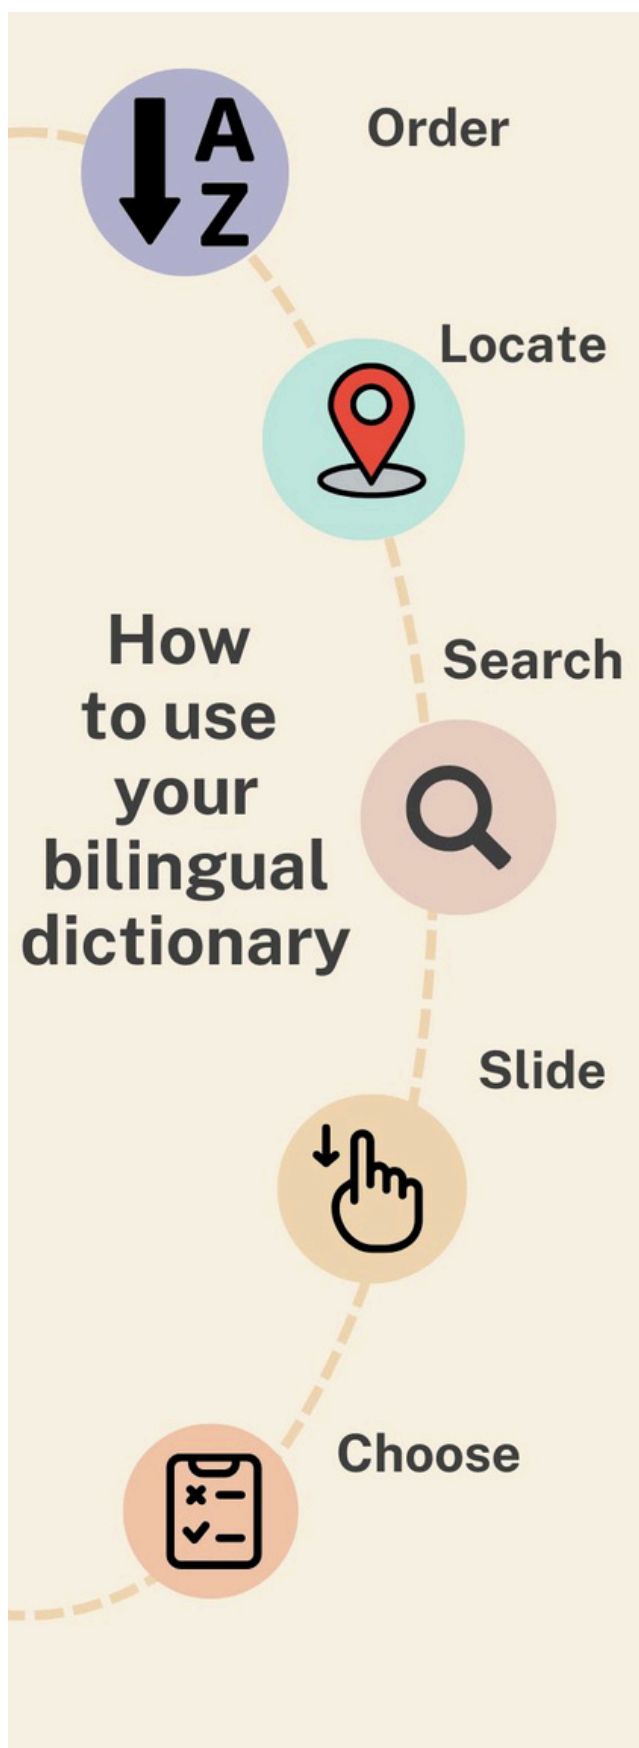 A
Z
Order
Locate
How
to use
your
bilingual
dictionary
Search
Slide
Choose